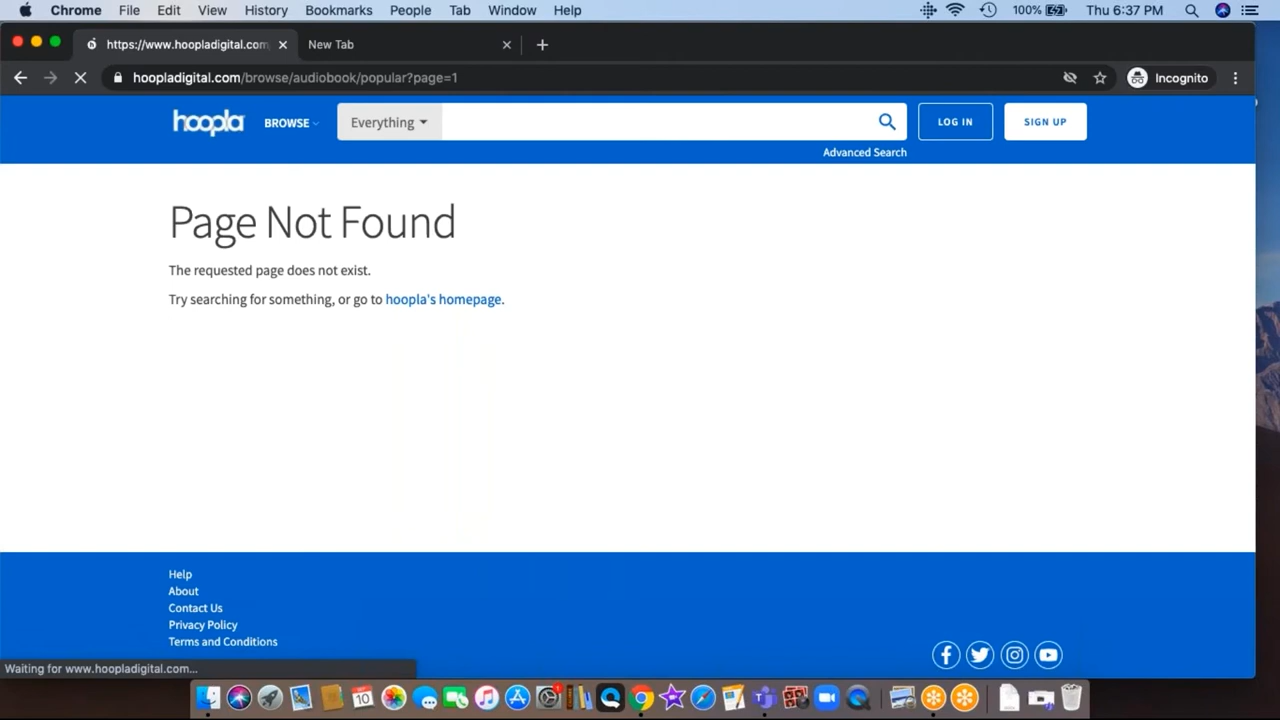 Chrome File Edit View History Bookmarks People Tab Window Help 100% Thu 6:37 PM
https://www.hoopladigital.com New Tab
hoopladigital.com/browse/audiobook/popular?page=1 Incognito
hoopla BROWSE Everything LOG IN SIGN UP
Advanced Search
Page Not Found
The requested page does not exist.
Try searching for something, or go to hoopla's homepage.
Help
About
Contact Us
Privacy Policy
Terms and Conditions
Waiting for www.hoopladigital.com...
10